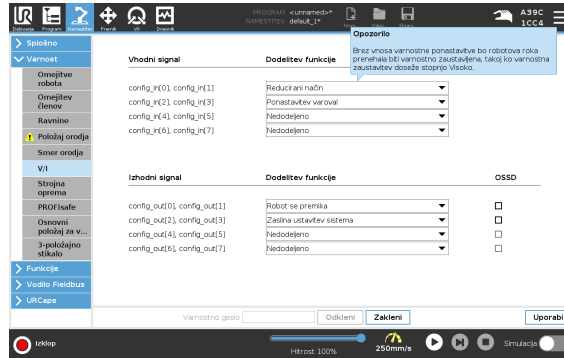 PROGRAM <unnamed>*
NAMESTITEV default_1*
A39C
1CC4
Program
Namestitev
Premik
V/I
Dnevnik
Opozorilo
Brez vnosa varnostne ponastavitve bo robotova roka
prenehala biti varnostno zaustavljena, takoj ko varnostna
zaustavitev doseže stopnjo Visoko.
Splošno
Varnost
Omejitve
robota
Omejitev
členov
Ravnine
Položaj orodja
Smer orodja
V/I
Strojna
oprema
PROFIsafe
Osnovni
položaj za v...
3-položajno
stikalo
Funkcije
Vodilo Fieldbus
URCaps
Vhodni signal Dodelitev funkcije
config_in[0], config_in[1] Reducirani način
config_in[2], config_in[3] Ponastavitev varoval
config_in[4], config_in[5] Nedodeljeno
config_in[6], config_in[7] Nedodeljeno
Izhodni signal Dodelitev funkcije OSSD
config_out[0], config_out[1] Robot se premika
config_out[2], config_out[3] Zasilna ustavitev sistema
config_out[4], config_out[5] Nedodeljeno
config_out[6], config_out[7] Nedodeljeno
Varnostno geslo Odkleni Zakleni Uporabi
Izklop
Hitrost 100%
250mm/s
Simulacija